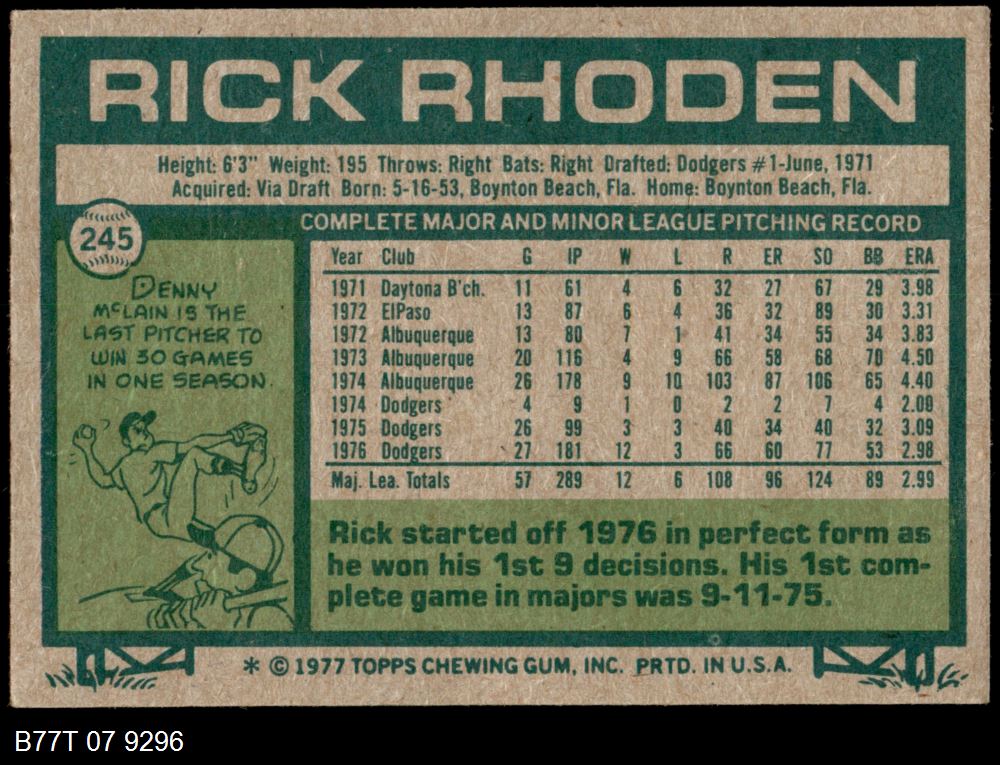 RICK RHODEN
Height: 6'3" Weight: 195 Throws: Right Bats: Right Drafted: Dodgers #1-June, 1971
Acquired: Via Draft Born: 5-16-53, Boynton Beach, Fla. Home: Boynton Beach, Fla.
245
COMPLETE MAJOR AND MINOR LEAGUE PITCHING RECORD
DENNY
McLAIN IS THE
LAST PITCHER TO
WIN 30 GAMES
IN ONE SEASON.
Year Club G IP W L R ER SO BB ERA
1971 Daytona B'ch. 11 61 4 6 32 27 67 29 3.98
1972 ElPaso 13 87 6 4 36 32 89 30 3.31
1972 Albuquerque 13 80 7 1 41 34 55 34 3.83
1973 Albuquerque 20 116 4 9 66 58 68 70 4.50
1974 Albuquerque 26 178 9 10 103 87 106 65 4.40
1974 Dodgers 4 9 1 0 2 2 7 4 2.00
1975 Dodgers 26 99 3 3 40 34 40 32 3.09
1976 Dodgers 27 181 12 3 66 60 77 53 2.98
Maj. Lea. Totals 57 289 12 6 108 96 124 89 2.99
Rick started off 1976 in perfect form as
he won his 1st 9 decisions. His 1st com-
plete game in majors was 9-11-75.
* © 1977 TOPPS CHEWING GUM, INC. PRTD. IN U.S.A.
B77T 07 9296